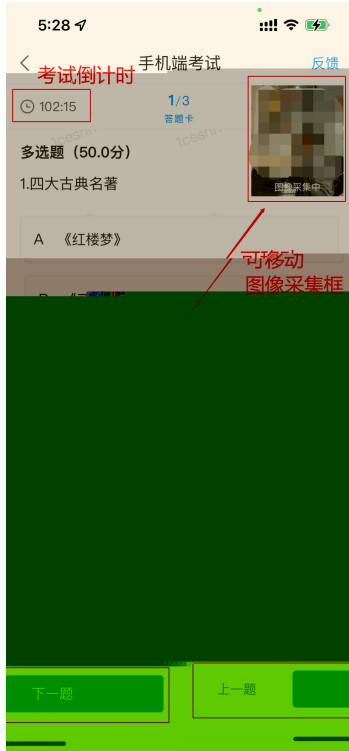 5:28
手机端考试
反馈
考试倒计时
102:15
1/3
答题卡
图像采集中
多选题（50.0分）
1.四大古典名著
A 《红楼梦》
可移动
图像采集框
下一题
上一题